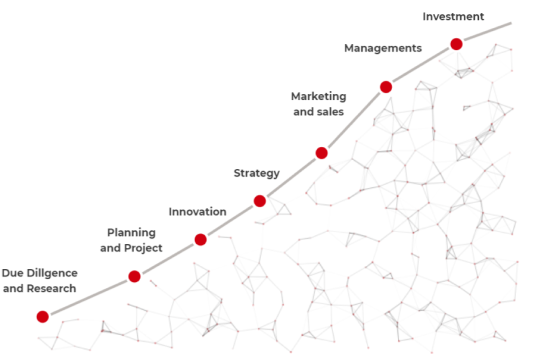 Investment
Managements
Marketing
and sales
Strategy
Innovation
Planning
and Project
Due Dillgence
and Research